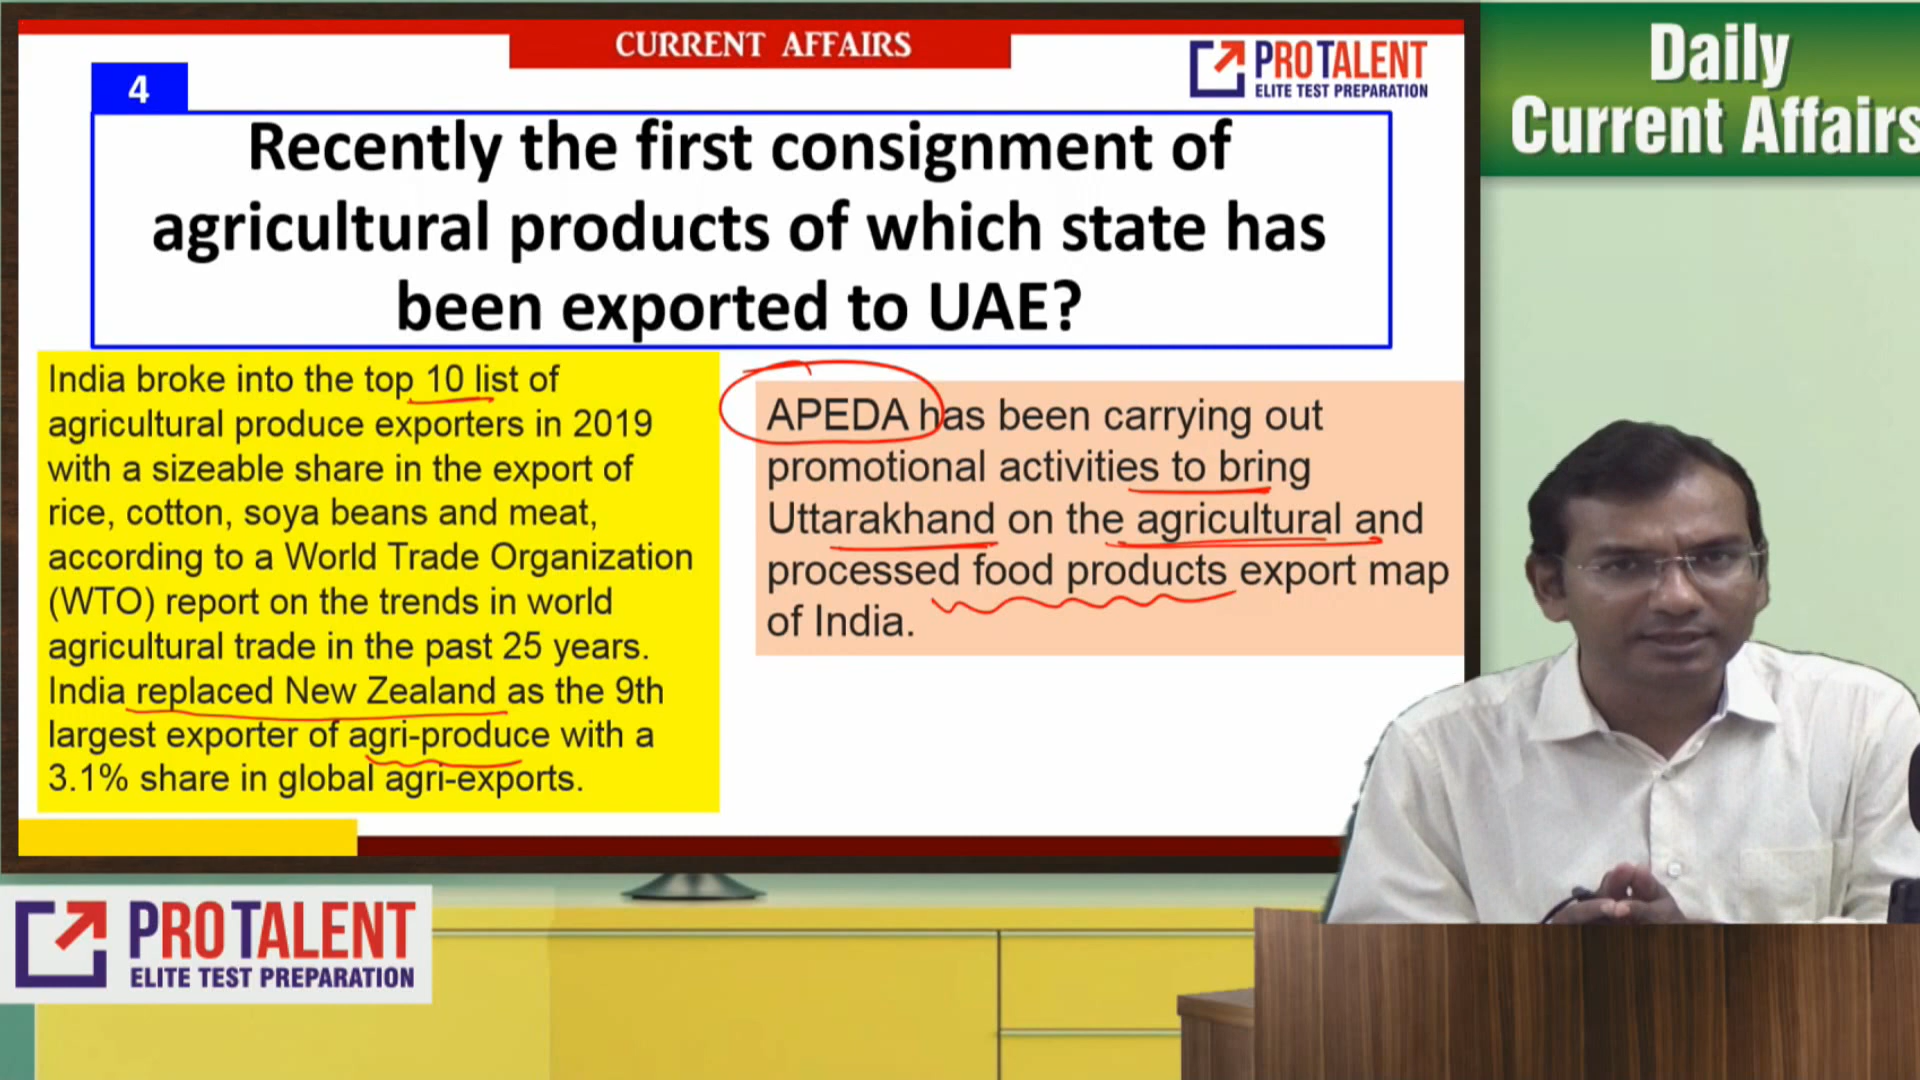 CURRENT AFFAIRS
PROTALENT
ELITE TEST PREPARATION
Daily
Current Affairs
4
Recently the first consignment of
agricultural products of which state has
been exported to UAE?
India broke into the top 10 list of
agricultural produce exporters in 2019
with a sizeable share in the export of
rice, cotton, soya beans and meat,
according to a World Trade Organization
(WTO) report on the trends in world
agricultural trade in the past 25 years.
India replaced New Zealand as the 9th
largest exporter of agri-produce with a
3.1% share in global agri-exports.
APEDA has been carrying out
promotional activities to bring
Uttarakhand on the agricultural and
processed food products export map
of India.
PROTALENT
ELITE TEST PREPARATION